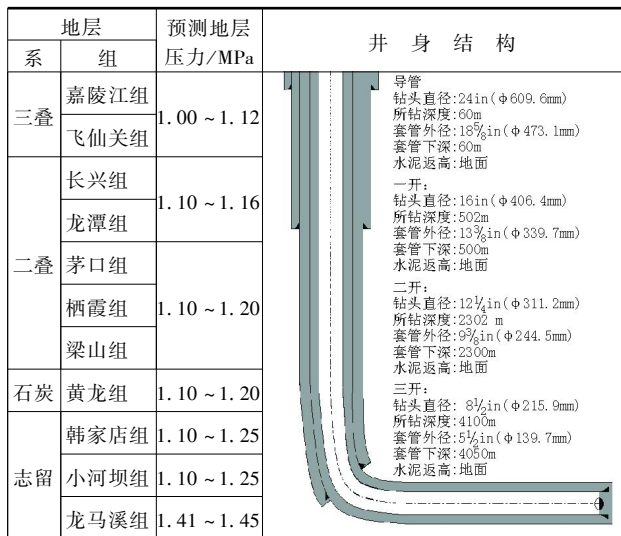 地层
预测地层
压力/MPa
井身结构
系
组
三叠
嘉陵江组
飞仙关组
1.00~1.12
二叠
长兴组
龙潭组
1.10~1.16
茅口组
栖霞组
梁山组
1.10~1.20
石炭
黄龙组
1.10~1.20
志留
韩家店组
1.10~1.25
小河坝组
1.10~1.25
龙马溪组
1.41~1.45
导管
钻头直径:24in(φ609.6mm)
所钻深度:60m
套管外径:18⅝in(φ473.1mm)
套管下深:60m
水泥返高:地面
一开:
钻头直径:16in(φ406.4mm)
所钻深度:502m
套管外径:13⅜in(φ339.7mm)
套管下深:500m
水泥返高:地面
二开:
钻头直径:12¼in(φ311.2mm)
所钻深度:2302 m
套管外径:9⅜in(φ244.5mm)
套管下深:2300m
水泥返高:地面
三开:
钻头直径: 8½in(φ215.9mm)
所钻深度:4100m
套管外径:5½in(φ139.7mm)
套管下深:4050m
水泥返高:地面